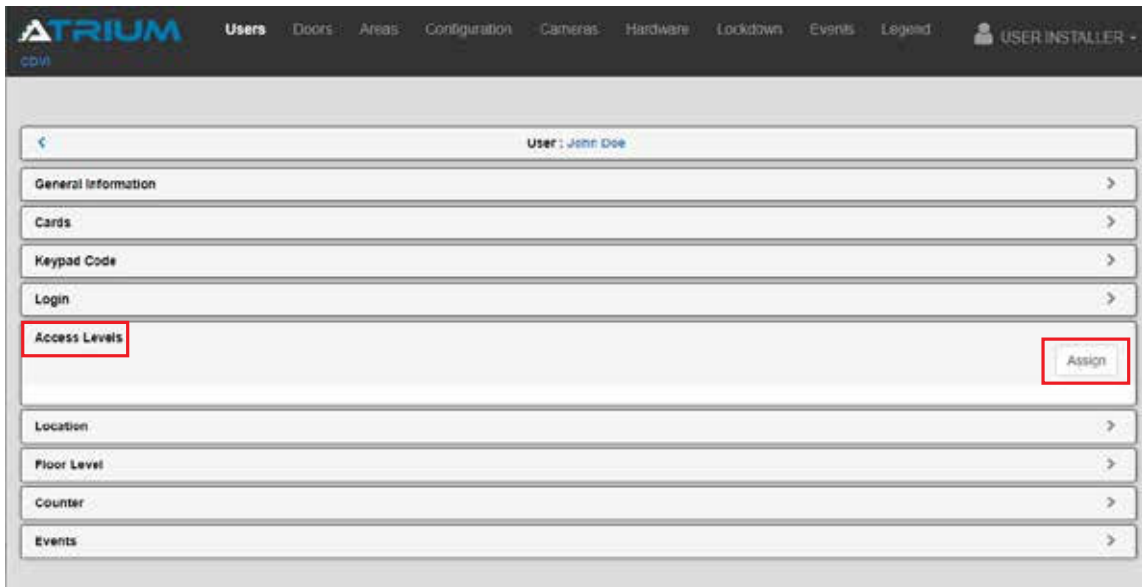 ATRIUM
CDVI
Users Doors Areas Configuration Cameras Hardware Lockdown Events Legend USER INSTALLER
User : John Doe
General Information
Cards
Keypad Code
Login
Access Levels
Assign
Location
Floor Level
Counter
Events